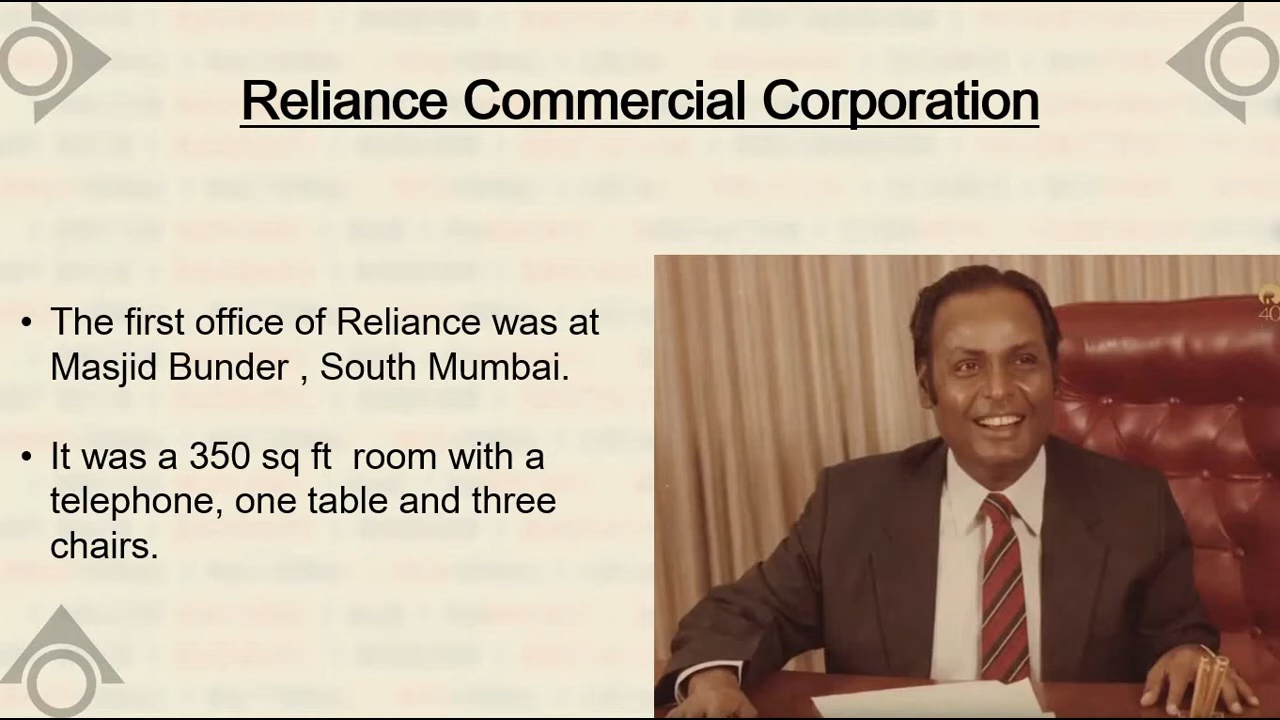 Reliance Commercial Corporation
• The first office of Reliance was at
Masjid Bunder , South Mumbai.
• It was a 350 sq ft  room with a
telephone, one table and three
chairs.
40